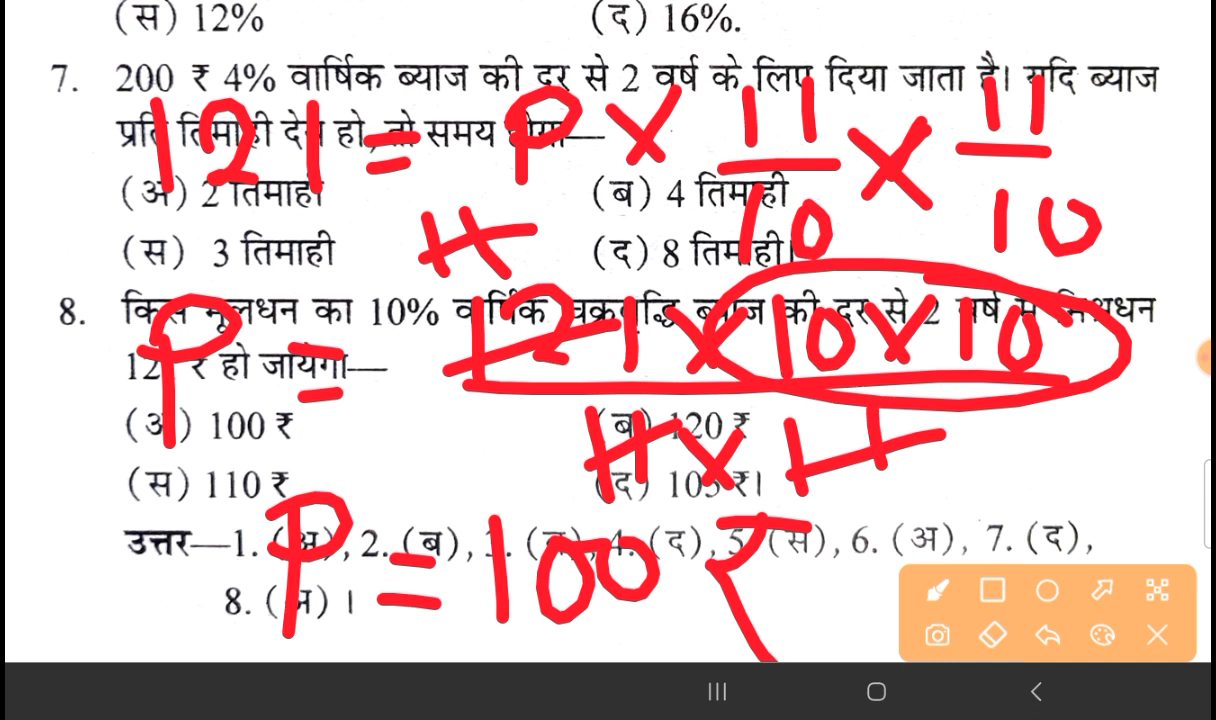 (स) 12% (द) 16%.
7. 200 ₹ 4% वार्षिक ब्याज की दर से 2 वर्ष के लिए दिया जाता है। यदि ब्याज
प्रति तिमाही देय हो, तो समय होगा—
121 = P × 11/10 × 11/10
(अ) 2 तिमाही (ब) 4 तिमाही
(स) 3 तिमाही (द) 8 तिमाही।
8. किस मूलधन का 10% वार्षिक चक्रवृद्धि ब्याज की दर से 2 वर्ष में मिश्रधन
121 ₹ हो जायेगा—
P = 121 × 10 × 10
11 × 11
(अ) 100 ₹ (ब) 120 ₹
(स) 110 ₹ (द) 105 ₹।
P = 100 ₹
उत्तर—1. (अ), 2. (ब), 3. 4. (द), 5. (स), 6. (अ), 7. (द),
8. (अ) ।